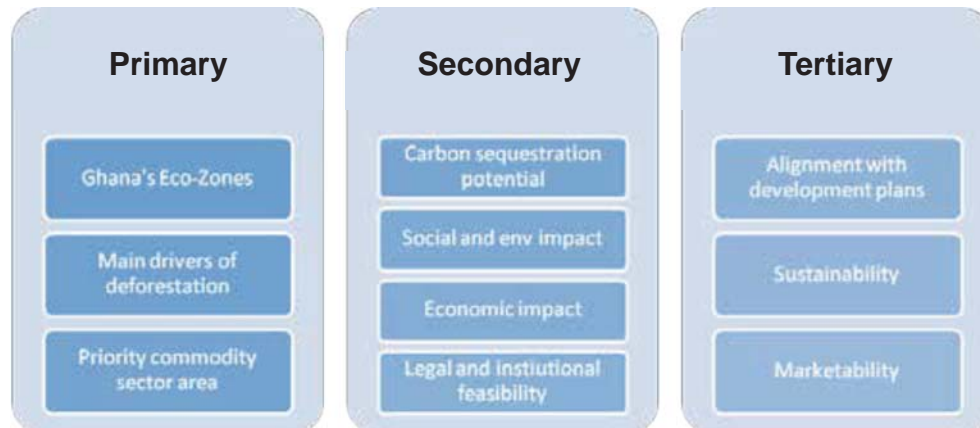 Primary
Ghana's Eco-Zones
Main drivers of
deforestation
Priority commodity
sector area
Secondary
Carbon sequestration
potential
Social and env impact
Economic impact
Legal and instiutional
feasibility
Tertiary
Alignment with
development plans
Sustainability
Marketability